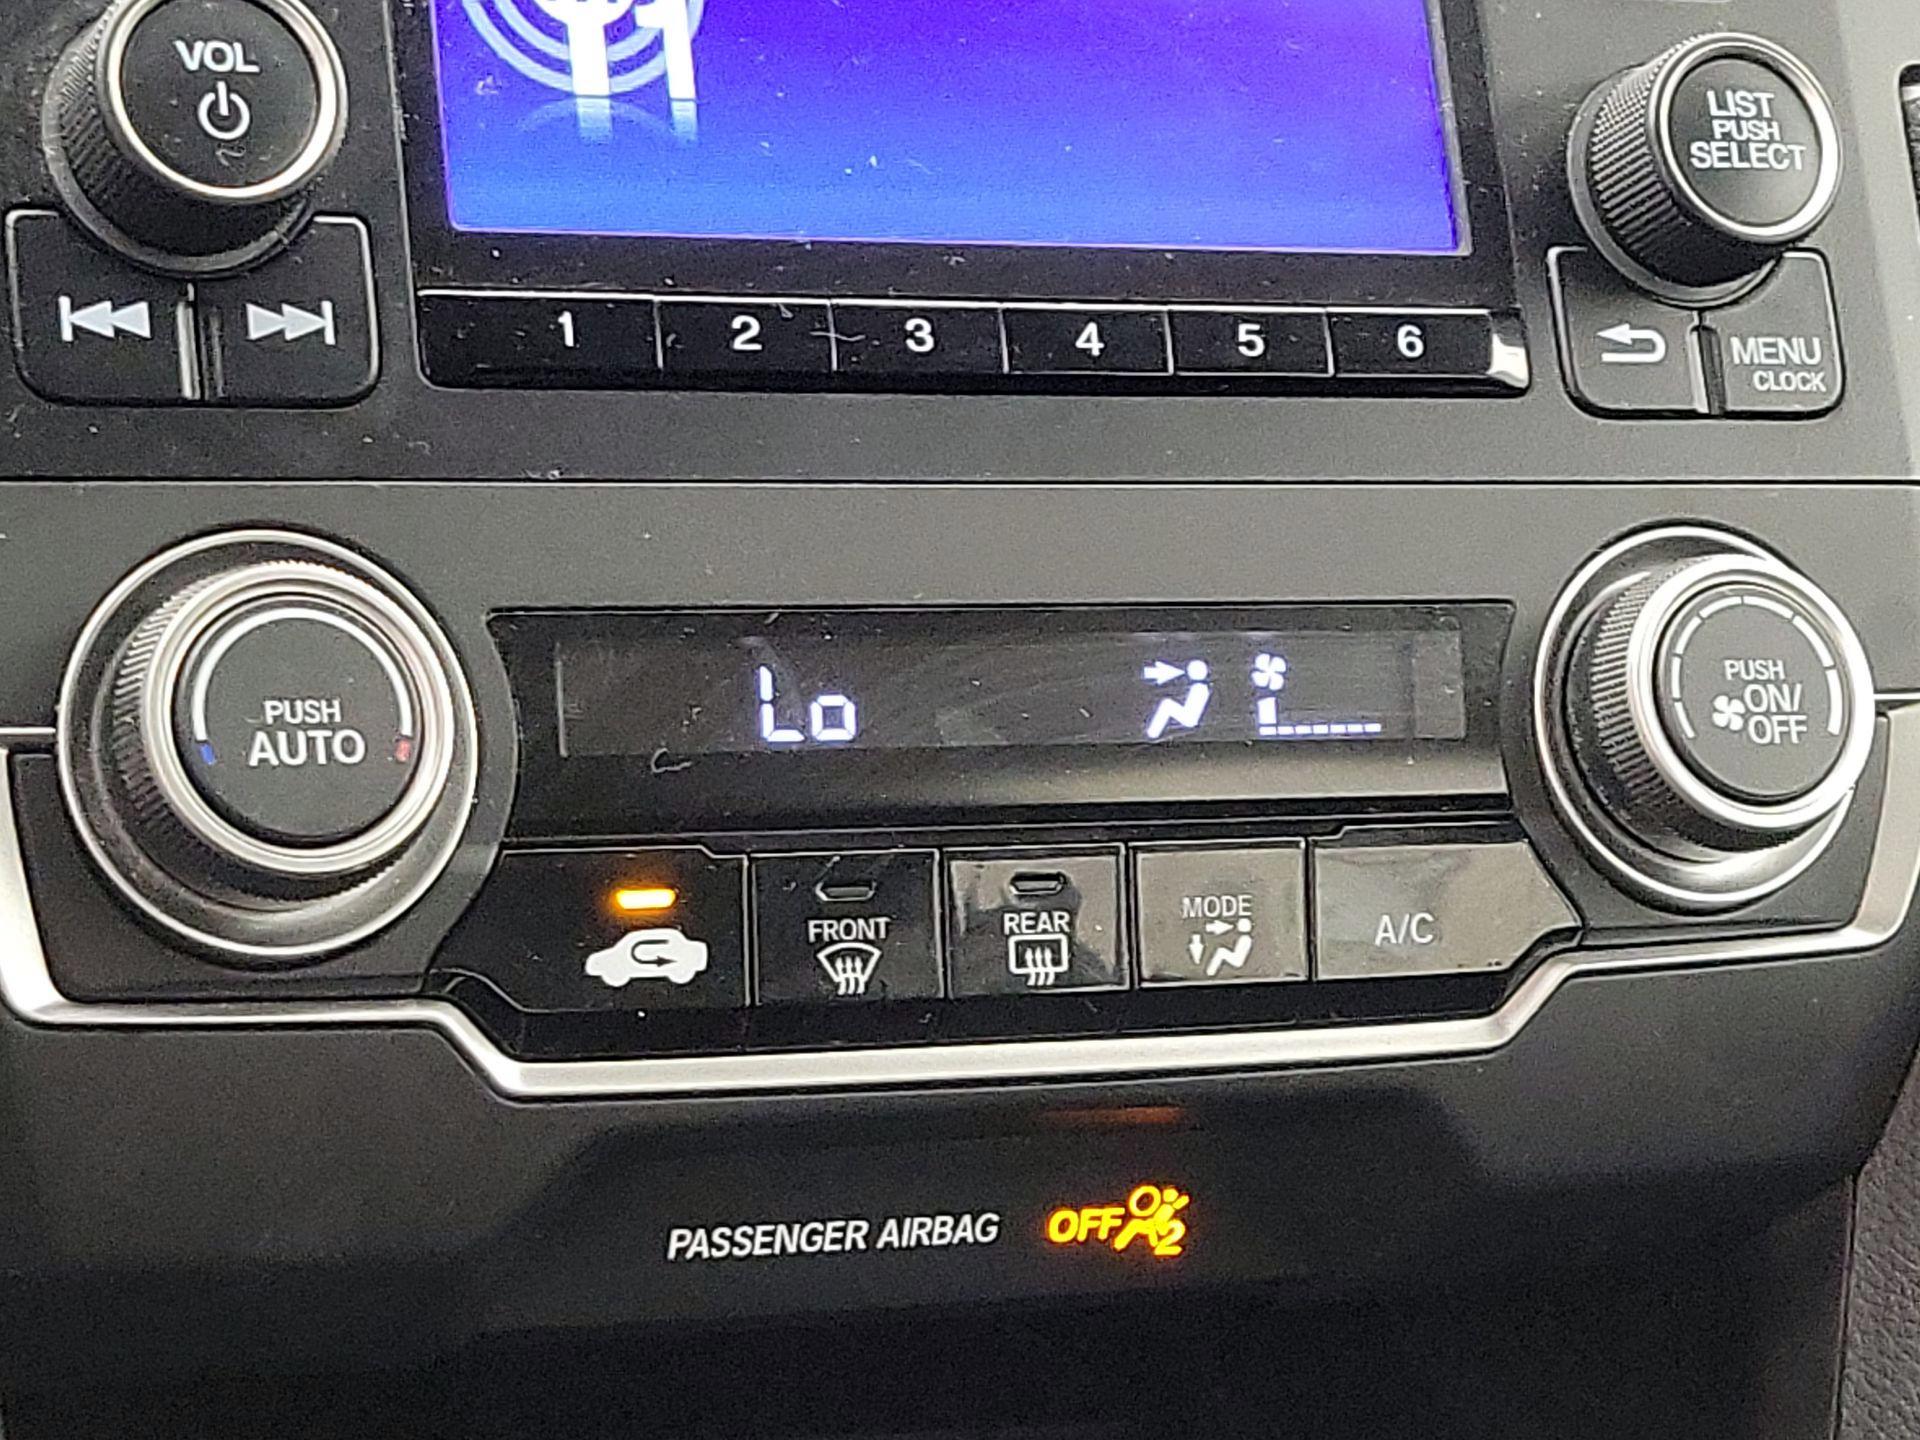 VOL
LIST
PUSH
SELECT
1 2 3 4 5 6
MENU
CLOCK
PUSH
AUTO
Lo
PUSH
ON/
OFF
FRONT
REAR
MODE
A/C
PASSENGER AIRBAG OFF 2